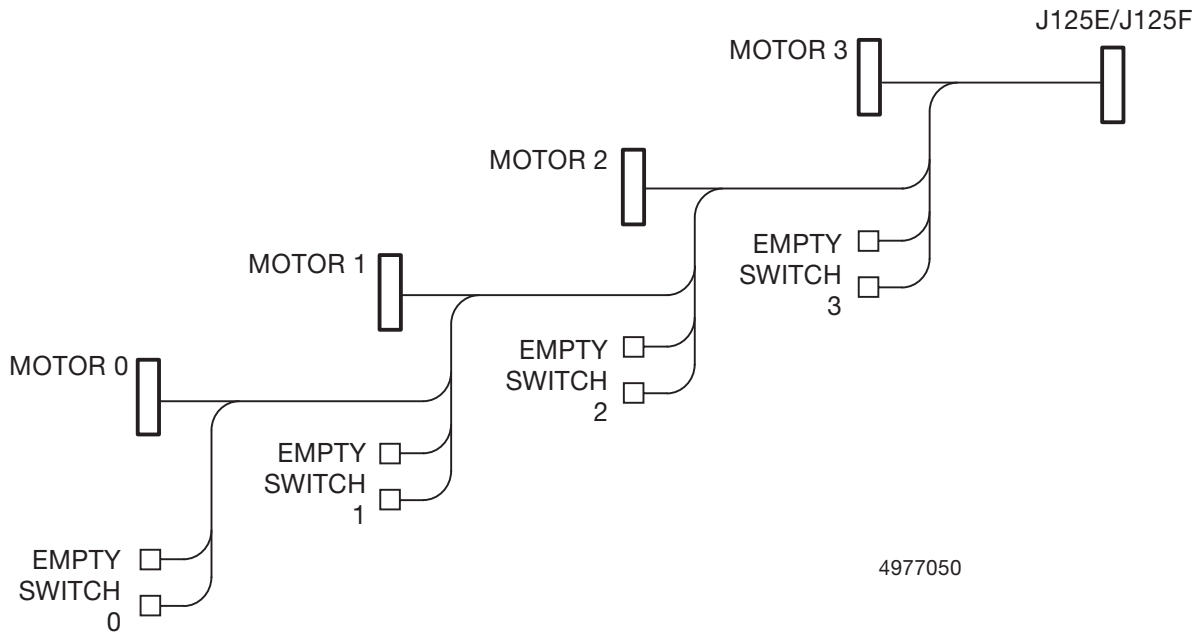 J125E/J125F
MOTOR 3
MOTOR 2
EMPTY
SWITCH
3
MOTOR 1
EMPTY
SWITCH
2
MOTOR 0
EMPTY
SWITCH
1
EMPTY
SWITCH
0
4977050